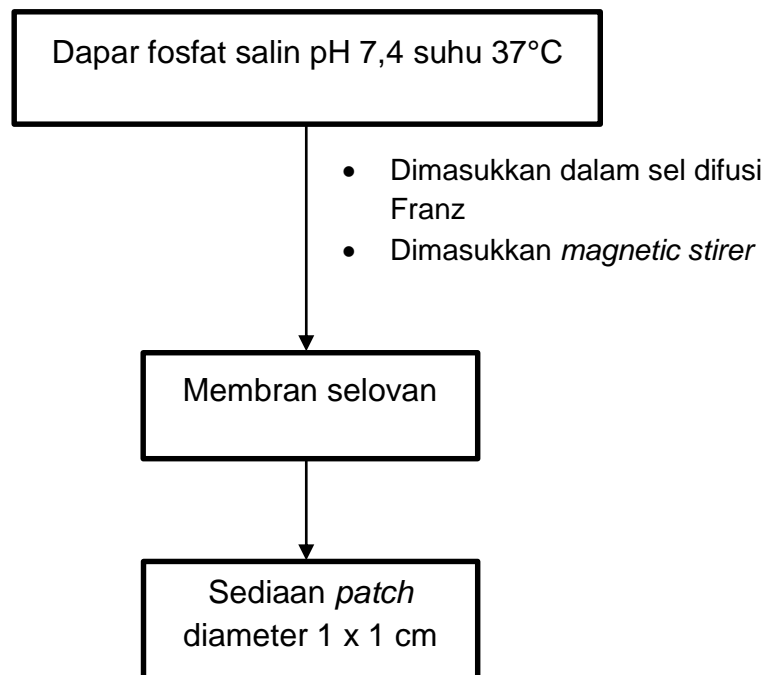 Dapar fosfat salin pH 7,4 suhu 37°C
• Dimasukkan dalam sel difusi
Franz
• Dimasukkan magnetic stirer
Membran selovan
Sediaan patch
diameter 1 x 1 cm